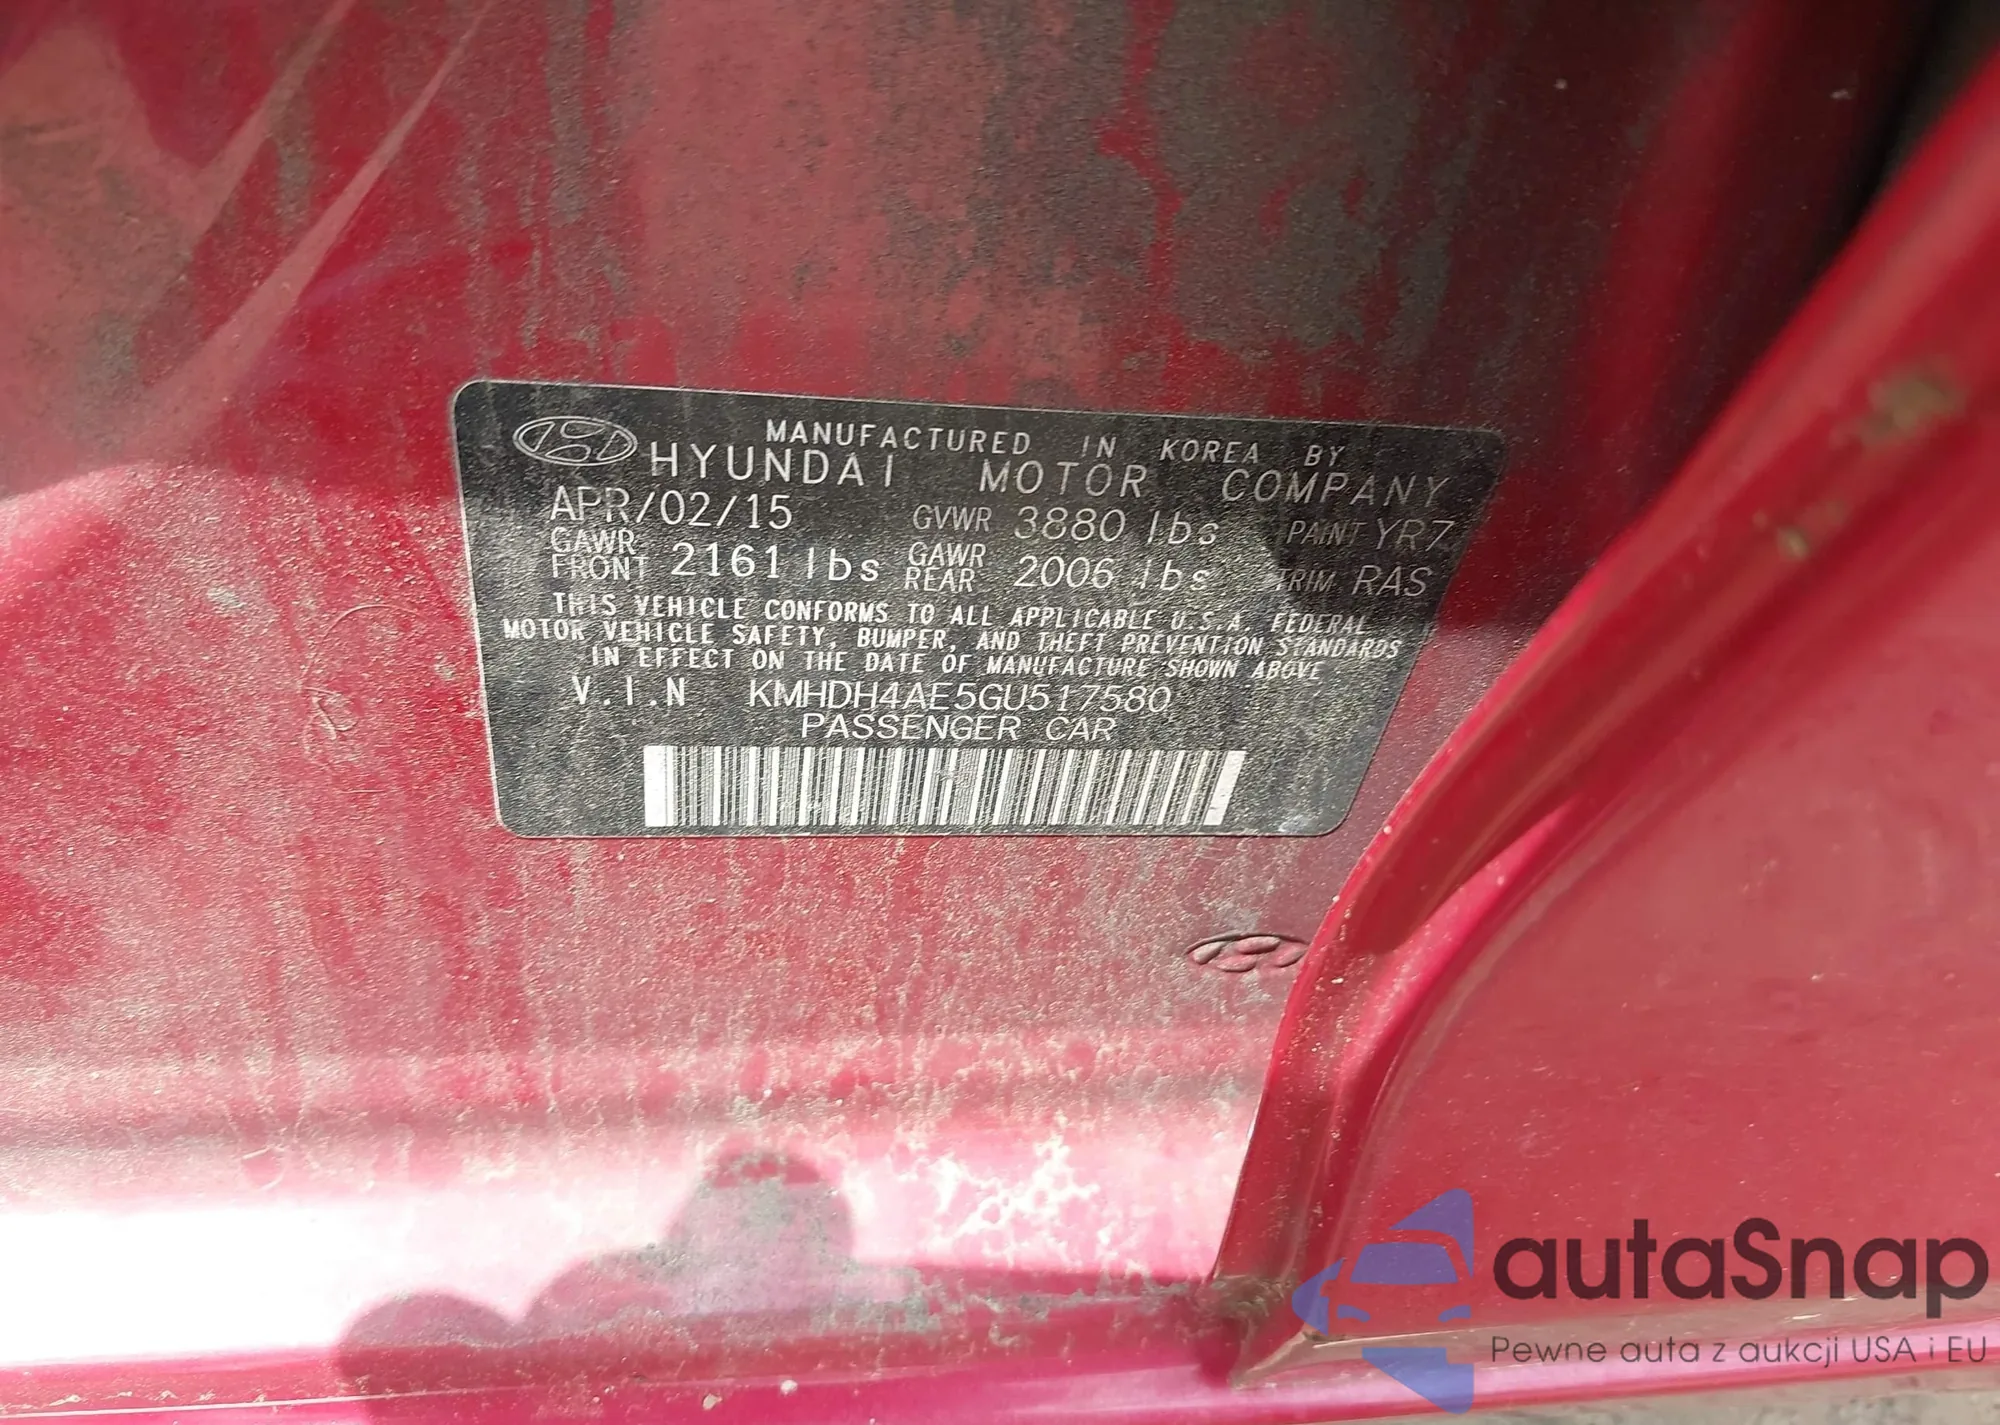 MANUFACTURED IN KOREA BY
HYUNDAI MOTOR COMPANY
APR/02/15 GVWR 3880 lbs PAINT YR7
GAWR FRONT 2161 lbs GAWR REAR 2006 lbs TRIM RAS
THIS VEHICLE CONFORMS TO ALL APPLICABLE U.S.A. FEDERAL
MOTOR VEHICLE SAFETY, BUMPER, AND THEFT PREVENTION STANDARDS
IN EFFECT ON THE DATE OF MANUFACTURE SHOWN ABOVE
V.I.N KMHDH4AE5GU517580
PASSENGER CAR
autaSnap
Pewne auta z aukcji USA i EU